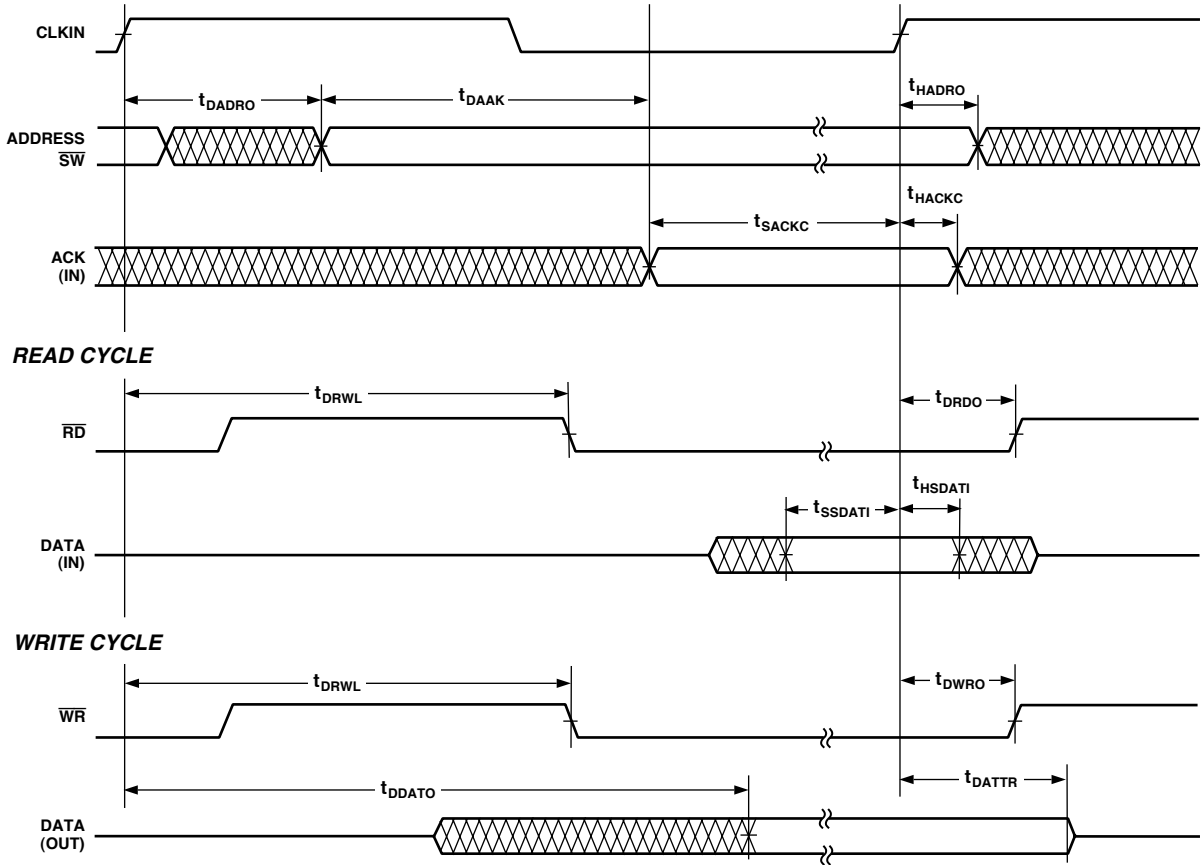 CLKIN
tDADRO
tDAAK
tHADRO
ADDRESS
SW
tHACKC
tSACKC
ACK
(IN)
READ CYCLE
tDRWL
tDRDO
RD
tHSDATI
tSSDATI
DATA
(IN)
WRITE CYCLE
tDRWL
tDWRO
WR
tDATTR
tDDATO
DATA
(OUT)